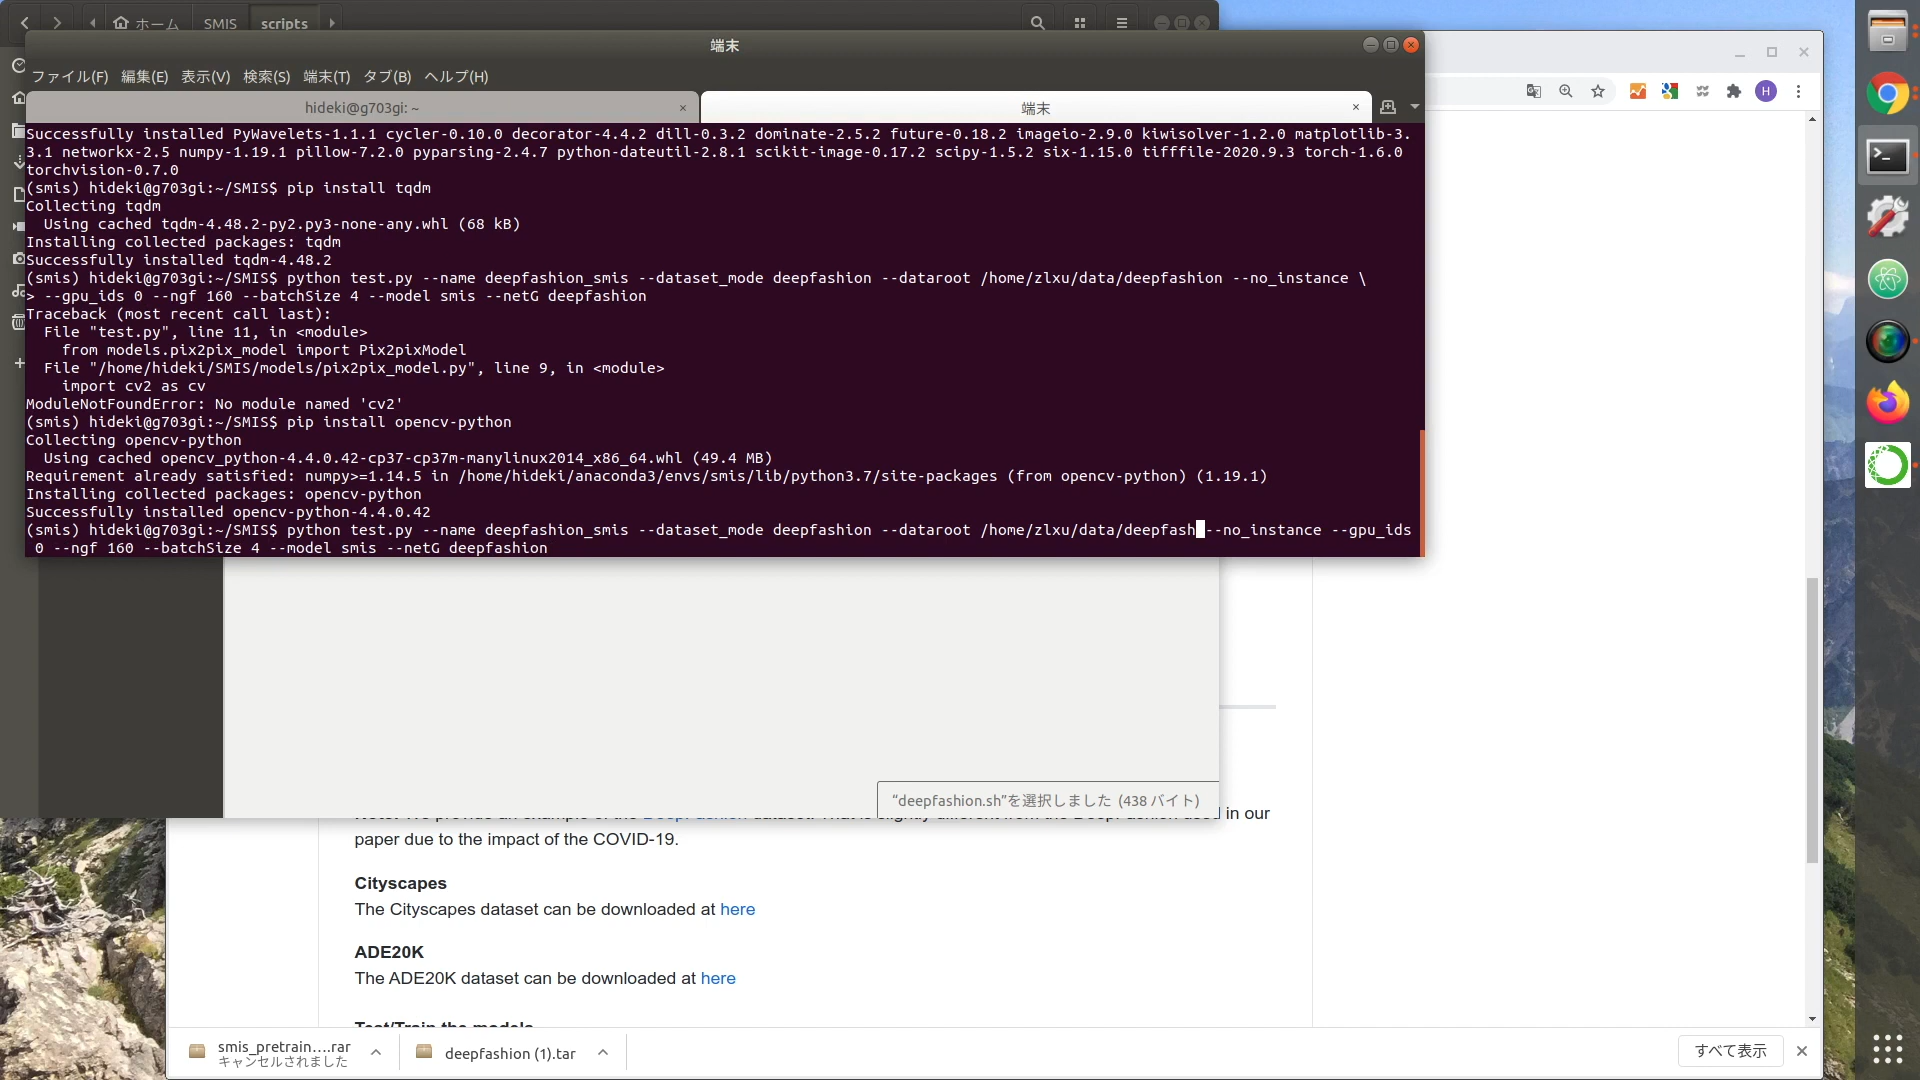 ホーム SMIS scripts
端末
ファイル(F) 編集(E) 表示(V) 検索(S) 端末(T) タブ(B) ヘルプ(H)
hideki@g703gi: ~ × 端末 ×
Successfully installed PyWavelets-1.1.1 cycler-0.10.0 decorator-4.4.2 dill-0.3.2 dominate-2.5.2 future-0.18.2 imageio-2.9.0 kiwisolver-1.2.0 matplotlib-3.
3.1 networkx-2.5 numpy-1.19.1 pillow-7.2.0 pyparsing-2.4.7 python-dateutil-2.8.1 scikit-image-0.17.2 scipy-1.5.2 six-1.15.0 tifffile-2020.9.3 torch-1.6.0
torchvision-0.7.0
(smis) hideki@g703gi:~/SMIS$ pip install tqdm
Collecting tqdm
  Using cached tqdm-4.48.2-py2.py3-none-any.whl (68 kB)
Installing collected packages: tqdm
Successfully installed tqdm-4.48.2
(smis) hideki@g703gi:~/SMIS$ python test.py --name deepfashion_smis --dataset_mode deepfashion --dataroot /home/zlxu/data/deepfashion --no_instance \
> --gpu_ids 0 --ngf 160 --batchSize 4 --model smis --netG deepfashion
Traceback (most recent call last):
  File "test.py", line 11, in <module>
    from models.pix2pix_model import Pix2pixModel
  File "/home/hideki/SMIS/models/pix2pix_model.py", line 9, in <module>
    import cv2 as cv
ModuleNotFoundError: No module named 'cv2'
(smis) hideki@g703gi:~/SMIS$ pip install opencv-python
Collecting opencv-python
  Using cached opencv_python-4.4.0.42-cp37-cp37m-manylinux2014_x86_64.whl (49.4 MB)
Requirement already satisfied: numpy>=1.14.5 in /home/hideki/anaconda3/envs/smis/lib/python3.7/site-packages (from opencv-python) (1.19.1)
Installing collected packages: opencv-python
Successfully installed opencv-python-4.4.0.42
(smis) hideki@g703gi:~/SMIS$ python test.py --name deepfashion_smis --dataset_mode deepfashion --dataroot /home/zlxu/data/deepfash --no_instance --gpu_ids
 0 --ngf 160 --batchSize 4 --model smis --netG deepfashion
H
“deepfashion.sh”を選択しました (438 バイト)
in our
paper due to the impact of the COVID-19.
Cityscapes
The Cityscapes dataset can be downloaded at here
ADE20K
The ADE20K dataset can be downloaded at here
Test/Train the models
smis_pretrain....rar
キャンセルされました
deepfashion (1).tar
すべて表示